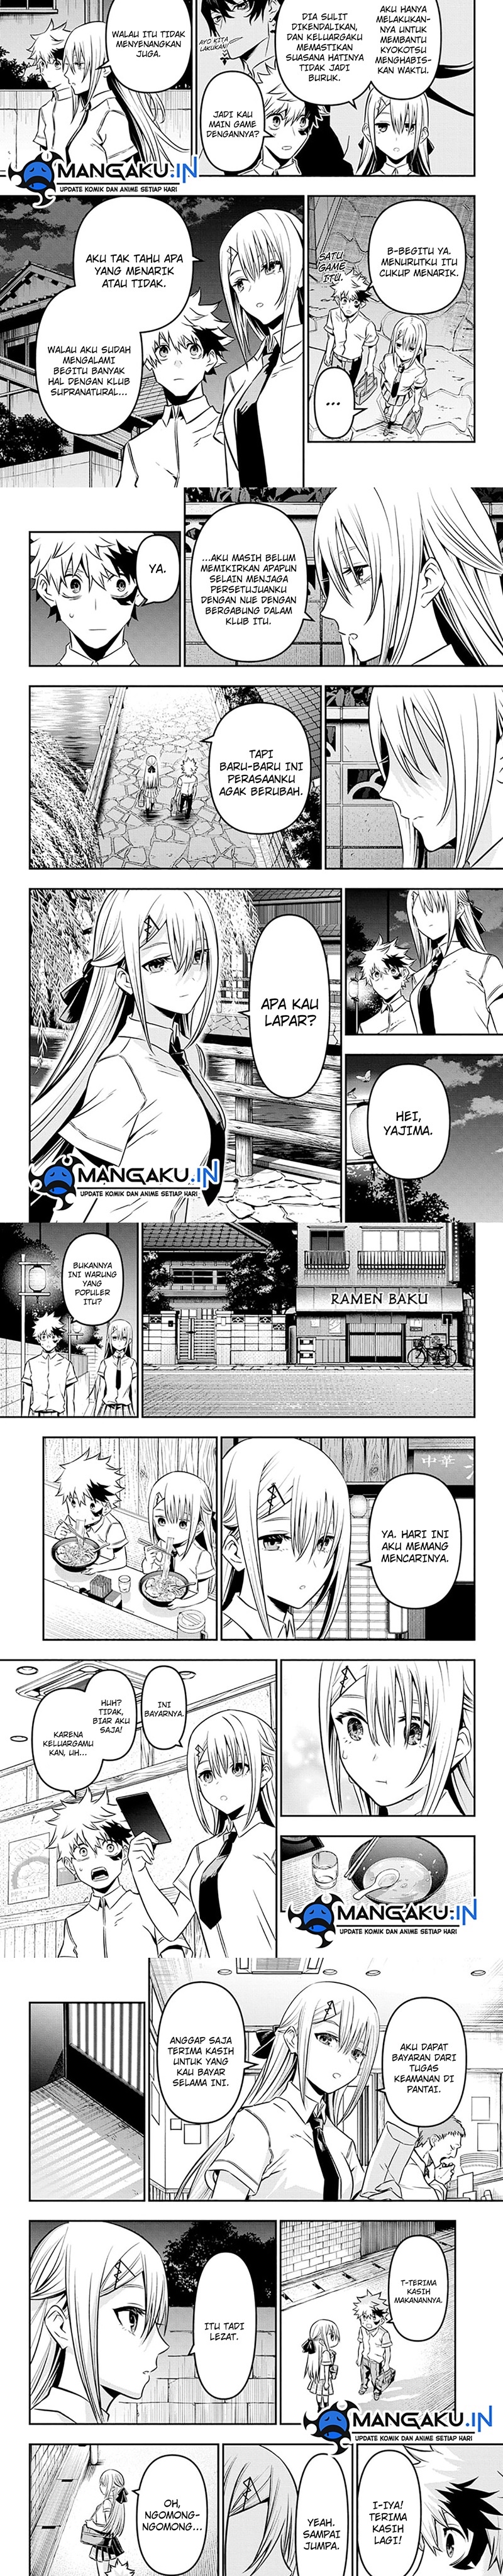 AKU HANYA
MELAKUKAN-
NYA UNTUK
MEMBANTU
KYOKOTSU
MENGHABIS-
KAN WAKTU.
DIA SULIT
DIKENDALIKAN,
DAN KELUARGAKU
MEMASTIKAN
SUASANA HATINYA
TIDAK JADI
BURUK.
AYO KITA
LAKUKAN!
JADI KAU
MAIN GAME
DENGANNYA?
WALAU ITU TIDAK
MENYENANGKAN
JUGA.
MANGAKU.IN
UPDATE KOMIK DAN ANIME SETIAP HARI
B-BEGITU YA.
MENURUTKU ITU
CUKUP MENARIK.
SATU
GAME
ITU.
...
AKU TAK TAHU APA
YANG MENARIK
ATAU TIDAK.
WALAU AKU SUDAH
MENGALAMI
BEGITU BANYAK
HAL DENGAN KLUB
SUPRANATURAL...
...AKU MASIH BELUM
MEMIKIRKAN APAPUN
SELAIN MENJAGA
PERSETUJUANKU
DENGAN NUE DENGAN
BERGABUNG DALAM
KLUB ITU.
YA.
TAPI
BARU-BARU INI
PERASAANKU
AGAK BERUBAH.
HEI,
YAJIMA.
APA KAU
LAPAR?
MANGAKU.IN
UPDATE KOMIK DAN ANIME SETIAP HARI
RAMEN BAKU
BUKANNYA
INI WARUNG
YANG
POPULER
ITU?
中華
YA. HARI INI
AKU MEMANG
MENCARINYA.
INI
BAYARNYA.
HUH?
TIDAK,
BIAR AKU
SAJA!
KARENA
KELUARGAMU
KAN, UH...
MANGAKU.IN
UPDATE KOMIK DAN ANIME SETIAP HARI
AKU DAPAT
BAYARAN DARI
TUGAS
KEAMANAN DI
PANTAI.
ANGGAP SAJA
TERIMA KASIH
UNTUK YANG
KAU BAYAR
SELAMA INI.
T-TERIMA
KASIH
MAKANANNYA.
ITU TADI
LEZAT.
MANGAKU.IN
UPDATE KOMIK DAN ANIME SETIAP HARI
I-IYA!
TERIMA
KASIH
LAGI!
YEAH.
SAMPAI
JUMPA.
OH,
NGOMONG-
NGOMONG...